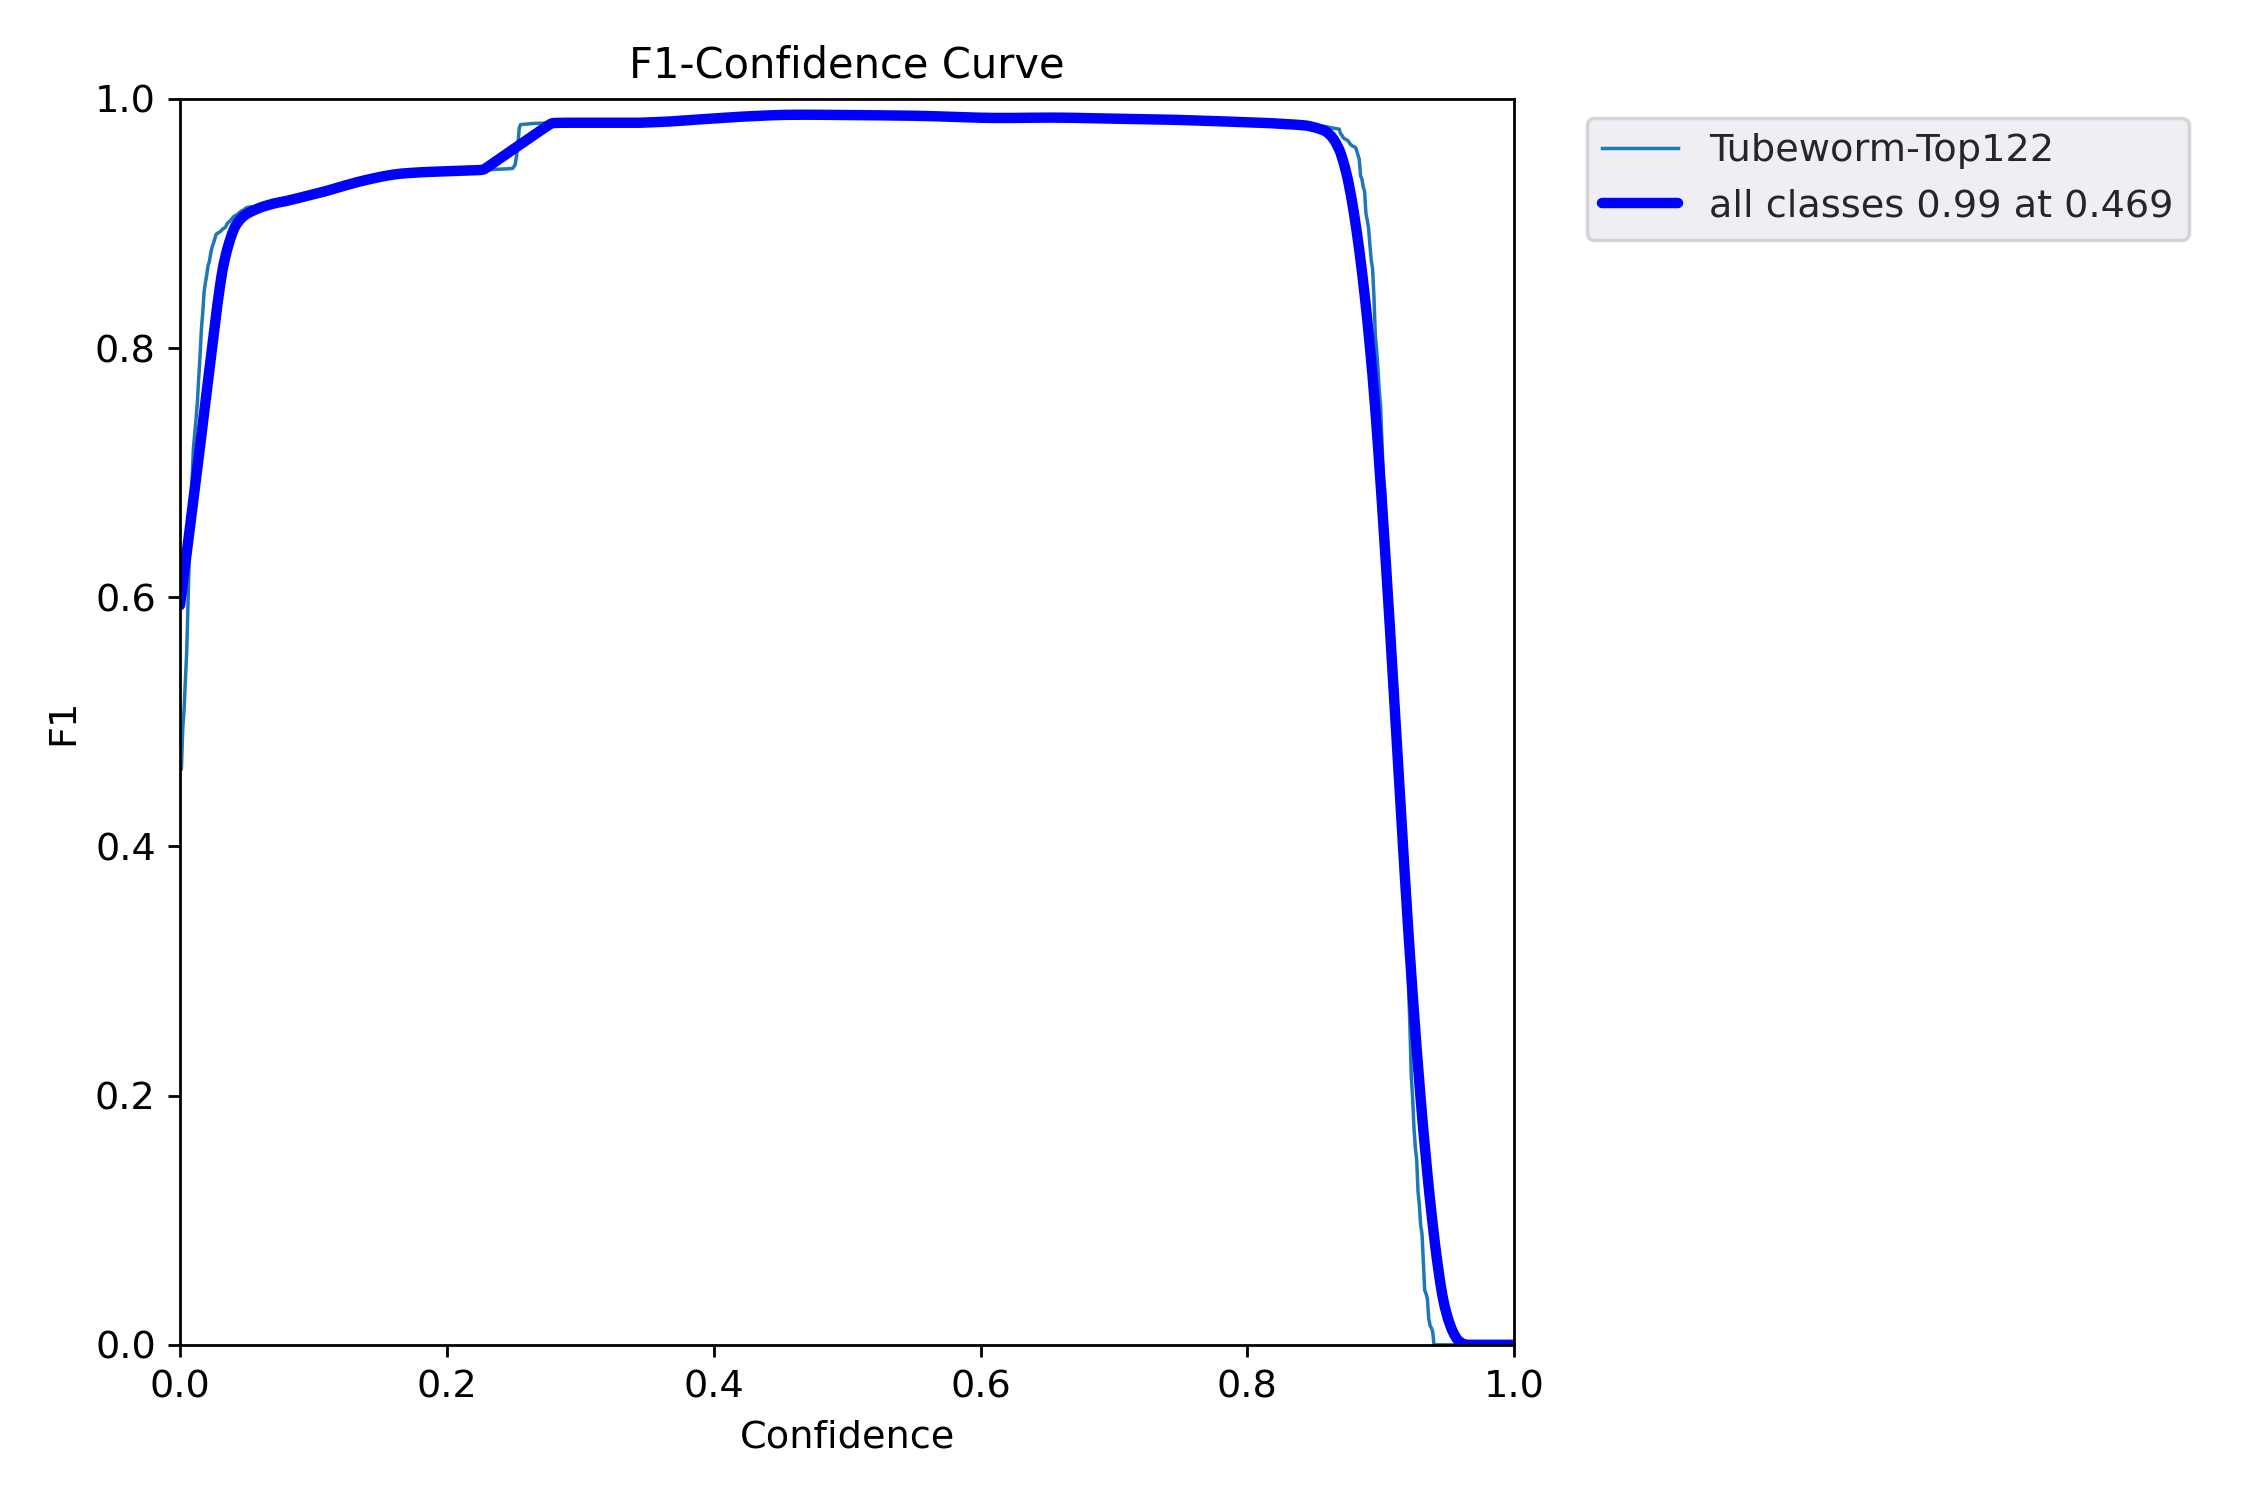 F1-Confidence Curve
1.0
0.8
0.6
0.4
0.2
0.0
F1
0.0 0.2 0.4 0.6 0.8 1.0
Confidence
Tubeworm-Top122
all classes 0.99 at 0.469